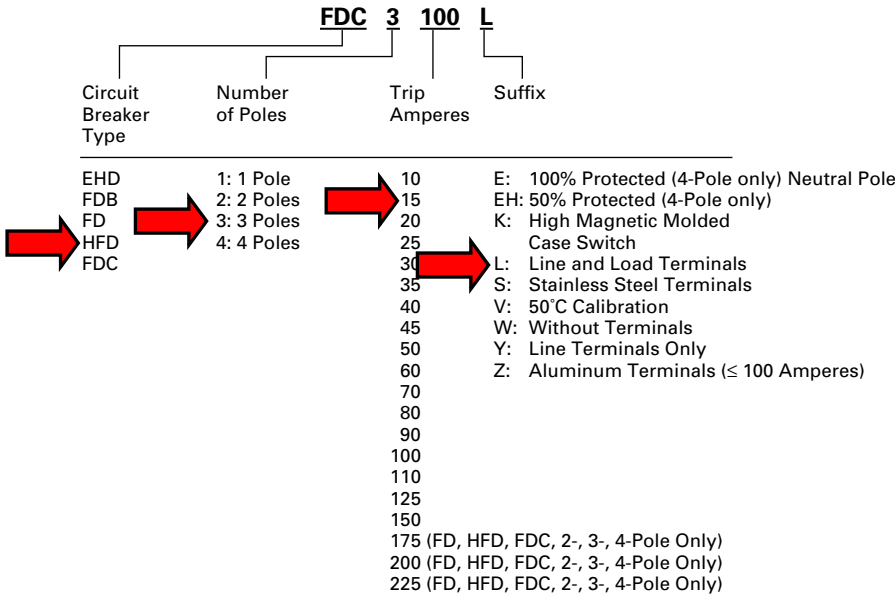 FDC 3 100 L
Circuit Breaker Type
Number of Poles
Trip Amperes
Suffix
EHD
FDB
FD
HFD
FDC
1: 1 Pole
2: 2 Poles
3: 3 Poles
4: 4 Poles
10
15
20
25
30
35
40
45
50
60
70
80
90
100
110
125
150
175 (FD, HFD, FDC, 2-, 3-, 4-Pole Only)
200 (FD, HFD, FDC, 2-, 3-, 4-Pole Only)
225 (FD, HFD, FDC, 2-, 3-, 4-Pole Only)
E: 100% Protected (4-Pole only) Neutral Pole
EH: 50% Protected (4-Pole only)
K: High Magnetic Molded
Case Switch
L: Line and Load Terminals
S: Stainless Steel Terminals
V: 50°C Calibration
W: Without Terminals
Y: Line Terminals Only
Z: Aluminum Terminals (≤ 100 Amperes)